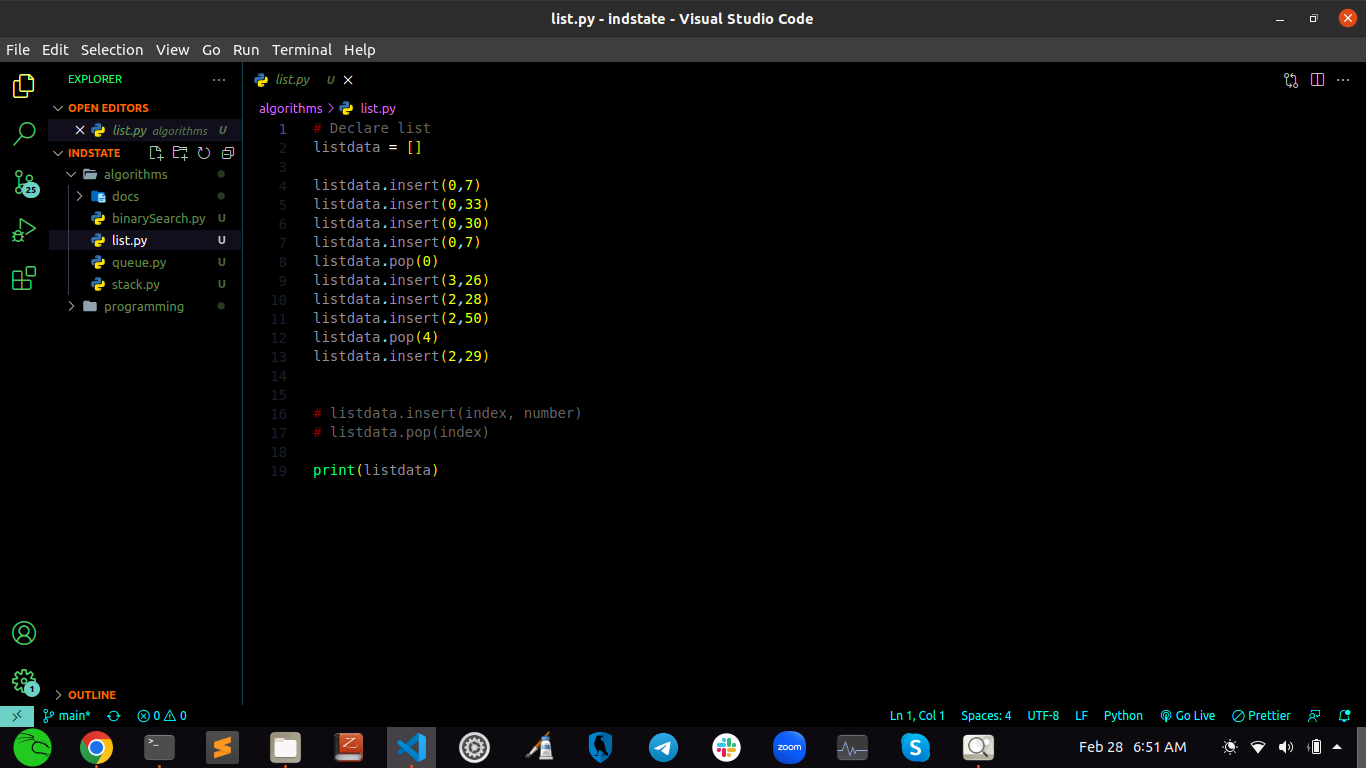 list.py - indstate - Visual Studio Code
File Edit Selection View Go Run Terminal Help
EXPLORER
OPEN EDITORS
list.py algorithms U
INDSTATE
algorithms
docs
binarySearch.py U
list.py U
queue.py U
stack.py U
programming
OUTLINE
25
1
list.py U
algorithms > list.py
1 # Declare list
2 listdata = []
3
4 listdata.insert(0,7)
5 listdata.insert(0,33)
6 listdata.insert(0,30)
7 listdata.insert(0,7)
8 listdata.pop(0)
9 listdata.insert(3,26)
10 listdata.insert(2,28)
11 listdata.insert(2,50)
12 listdata.pop(4)
13 listdata.insert(2,29)
14
15
16 # listdata.insert(index, number)
17 # listdata.pop(index)
18
19 print(listdata)
main* 0 0 Ln 1, Col 1 Spaces: 4 UTF-8 LF Python Go Live Prettier
zoom Feb 28 6:51 AM